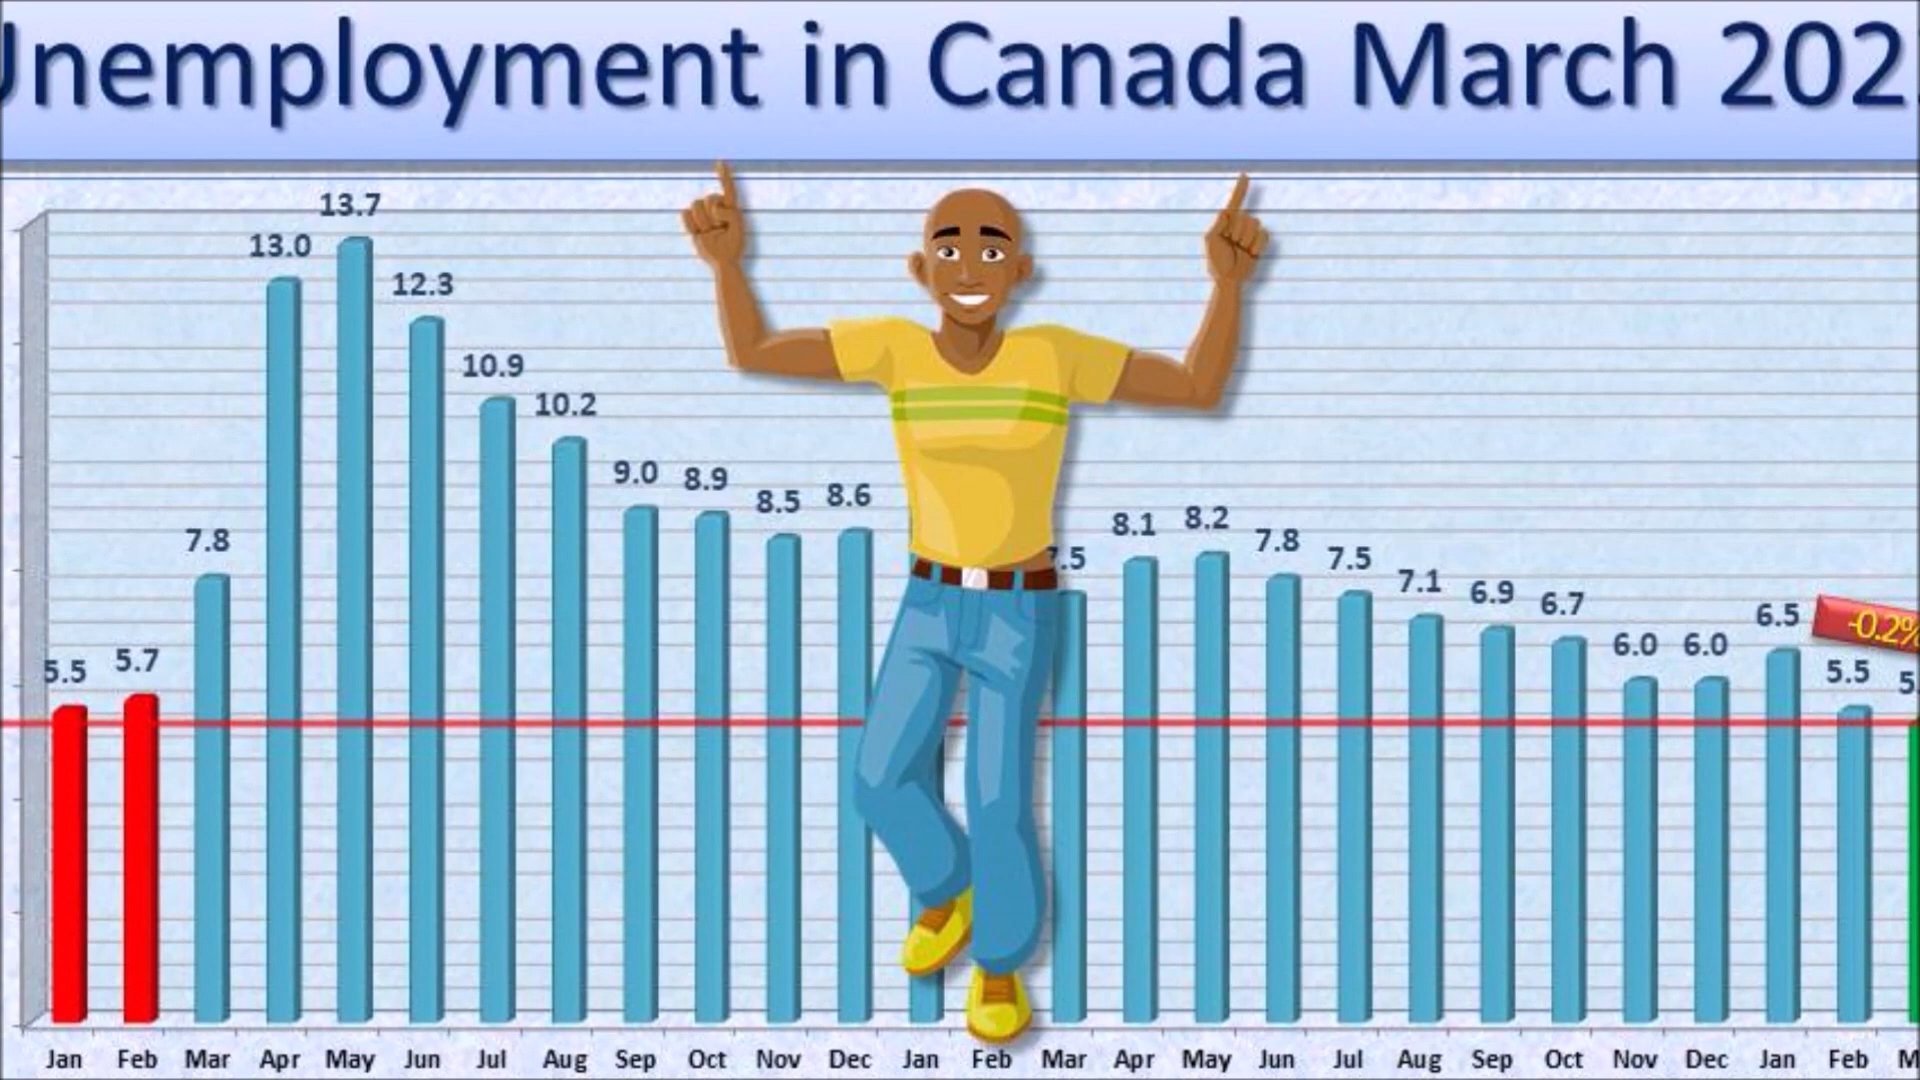 Unemployment in Canada March 202
13.7
13.0
12.3
10.9
10.2
9.0 8.9 8.5 8.6
8.1 8.2 7.8 7.5 7.1 6.9 6.7 6.0 6.0 6.5 -0.2%
7.8
7.5
5.5 5.7
5.5 5.
Jan Feb Mar Apr May Jun Jul Aug Sep Oct Nov Dec Jan Feb Mar Apr May Jun Jul Aug Sep Oct Nov Dec Jan Feb M